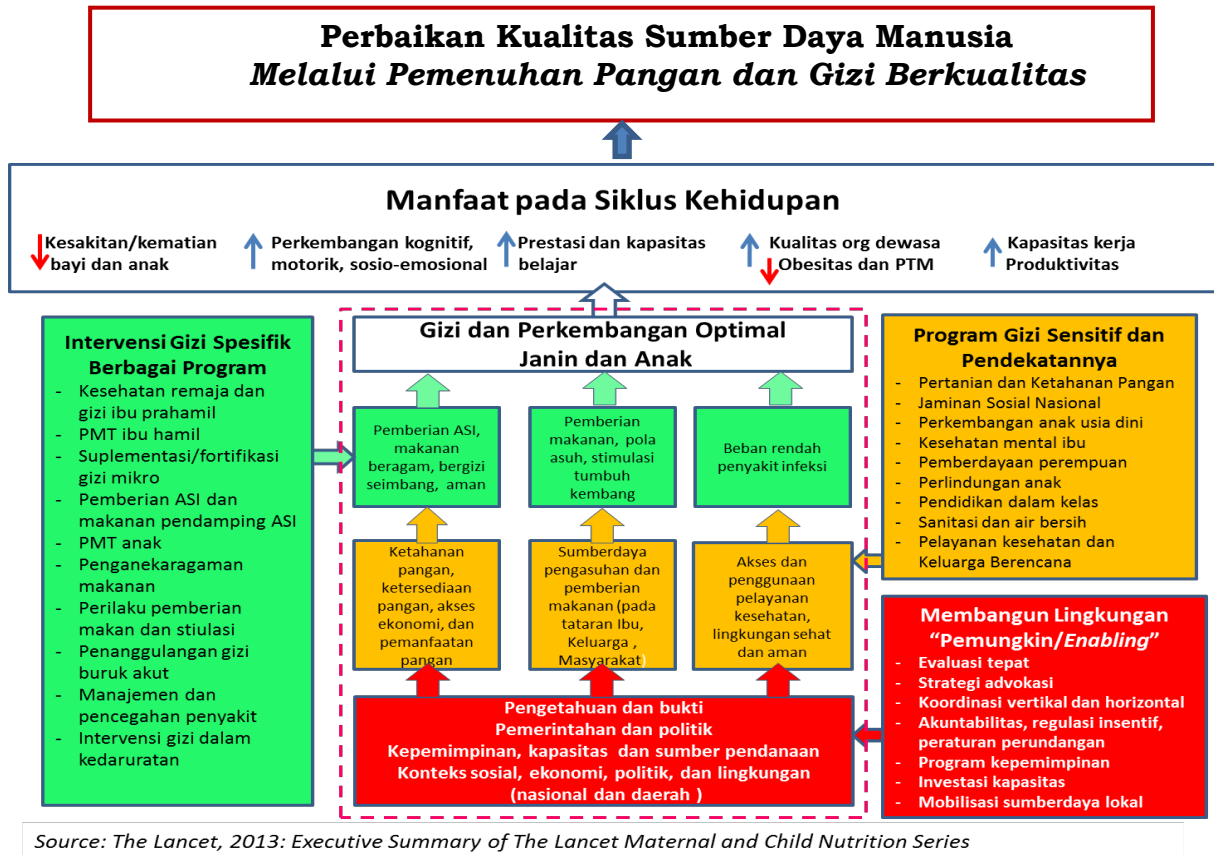 Perbaikan Kualitas Sumber Daya Manusia
Melalui Pemenuhan Pangan dan Gizi Berkualitas
Manfaat pada Siklus Kehidupan
Kesakitan/kematian
bayi dan anak
Perkembangan kognitif,
motorik, sosio-emosional
Prestasi dan kapasitas
belajar
Kualitas org dewasa
Obesitas dan PTM
Kapasitas kerja
Produktivitas
Intervensi Gizi Spesifik
Berbagai Program
- Kesehatan remaja dan
gizi ibu prahamil
- PMT ibu hamil
- Suplementasi/fortifikasi
gizi mikro
- Pemberian ASI dan
makanan pendamping ASI
- PMT anak
- Penganekaragaman
makanan
- Perilaku pemberian
makan dan stiulasi
- Penanggulangan gizi
buruk akut
- Manajemen dan
pencegahan penyakit
- Intervensi gizi dalam
kedaruratan
Gizi dan Perkembangan Optimal
Janin dan Anak
Pemberian ASI,
makanan
beragam, bergizi
seimbang, aman
Pemberian
makanan, pola
asuh, stimulasi
tumbuh
kembang
Beban rendah
penyakit infeksi
Ketahanan
pangan,
ketersediaan
pangan, akses
ekonomi, dan
pemanfaatan
pangan
Sumberdaya
pengasuhan dan
pemberian
makanan (pada
tataran Ibu,
Keluarga ,
Masyarakat)
Akses dan
penggunaan
pelayanan
kesehatan,
lingkungan sehat
dan aman
Pengetahuan dan bukti
Pemerintahan dan politik
Kepemimpinan, kapasitas dan sumber pendanaan
Konteks sosial, ekonomi, politik, dan lingkungan
(nasional dan daerah )
Program Gizi Sensitif dan
Pendekatannya
- Pertanian dan Ketahanan Pangan
- Jaminan Sosial Nasional
- Perkembangan anak usia dini
- Kesehatan mental ibu
- Pemberdayaan perempuan
- Perlindungan anak
- Pendidikan dalam kelas
- Sanitasi dan air bersih
- Pelayanan kesehatan dan
Keluarga Berencana
Membangun Lingkungan
“Pemungkin/Enabling”
- Evaluasi tepat
- Strategi advokasi
- Koordinasi vertikal dan horizontal
- Akuntabilitas, regulasi insentif,
peraturan perundangan
- Program kepemimpinan
- Investasi kapasitas
- Mobilisasi sumberdaya lokal
Source: The Lancet, 2013: Executive Summary of The Lancet Maternal and Child Nutrition Series